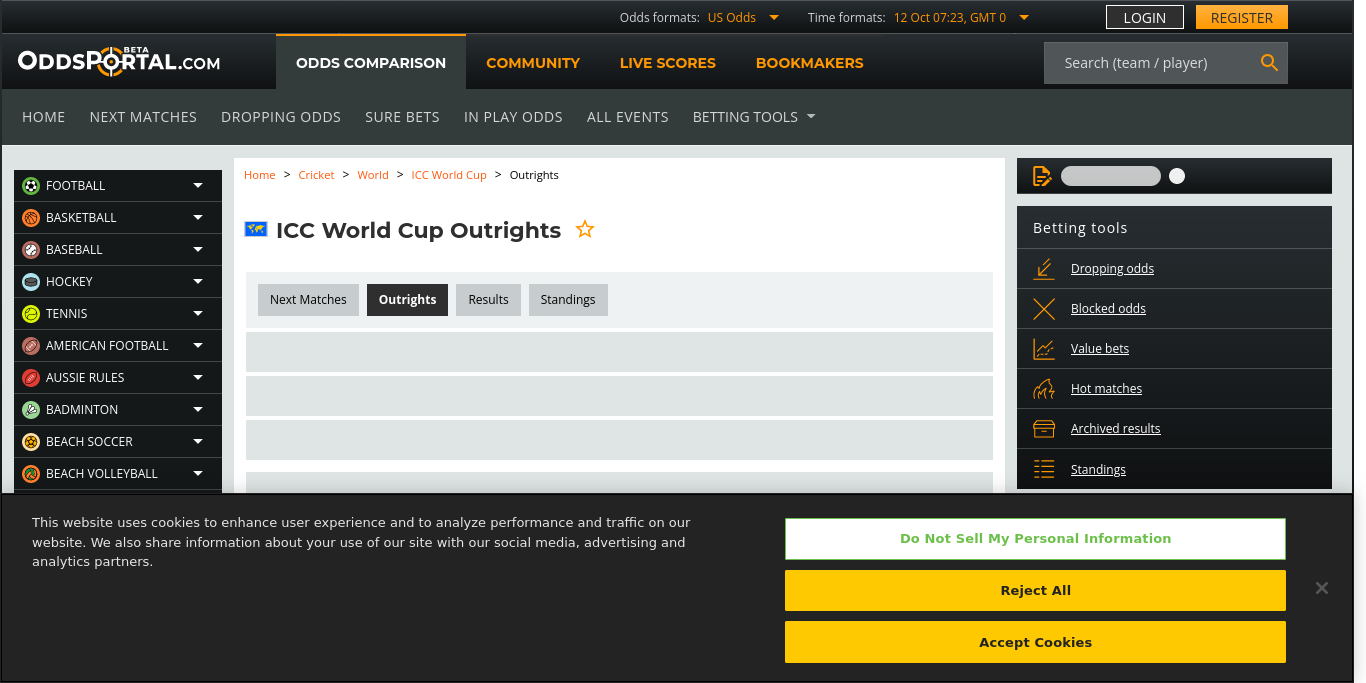 Odds formats: US Odds
Time formats: 12 Oct 07:23, GMT 0
LOGIN
REGISTER
ODDSPORTAL.COM
BETA
ODDS COMPARISON
COMMUNITY
LIVE SCORES
BOOKMAKERS
Search (team / player)
HOME
NEXT MATCHES
DROPPING ODDS
SURE BETS
IN PLAY ODDS
ALL EVENTS
BETTING TOOLS
FOOTBALL
BASKETBALL
BASEBALL
HOCKEY
TENNIS
AMERICAN FOOTBALL
AUSSIE RULES
BADMINTON
BEACH SOCCER
BEACH VOLLEYBALL
Home > Cricket > World > ICC World Cup > Outrights
ICC World Cup Outrights
Next Matches
Outrights
Results
Standings
Betting tools
Dropping odds
Blocked odds
Value bets
Hot matches
Archived results
Standings
This website uses cookies to enhance user experience and to analyze performance and traffic on our
website. We also share information about your use of our site with our social media, advertising and
analytics partners.
Do Not Sell My Personal Information
Reject All
Accept Cookies